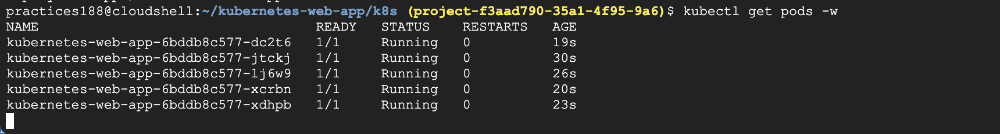 practices188@cloudshell:~/kubernetes-web-app/k8s (project-f3aad790-35a1-4f95-9a6)$ kubectl get pods -w
NAME READY STATUS RESTARTS AGE
kubernetes-web-app-6bddb8c577-dc2t6 1/1 Running 0 19s
kubernetes-web-app-6bddb8c577-jtckj 1/1 Running 0 30s
kubernetes-web-app-6bddb8c577-lj6w9 1/1 Running 0 26s
kubernetes-web-app-6bddb8c577-xcrbn 1/1 Running 0 20s
kubernetes-web-app-6bddb8c577-xdhpb 1/1 Running 0 23s